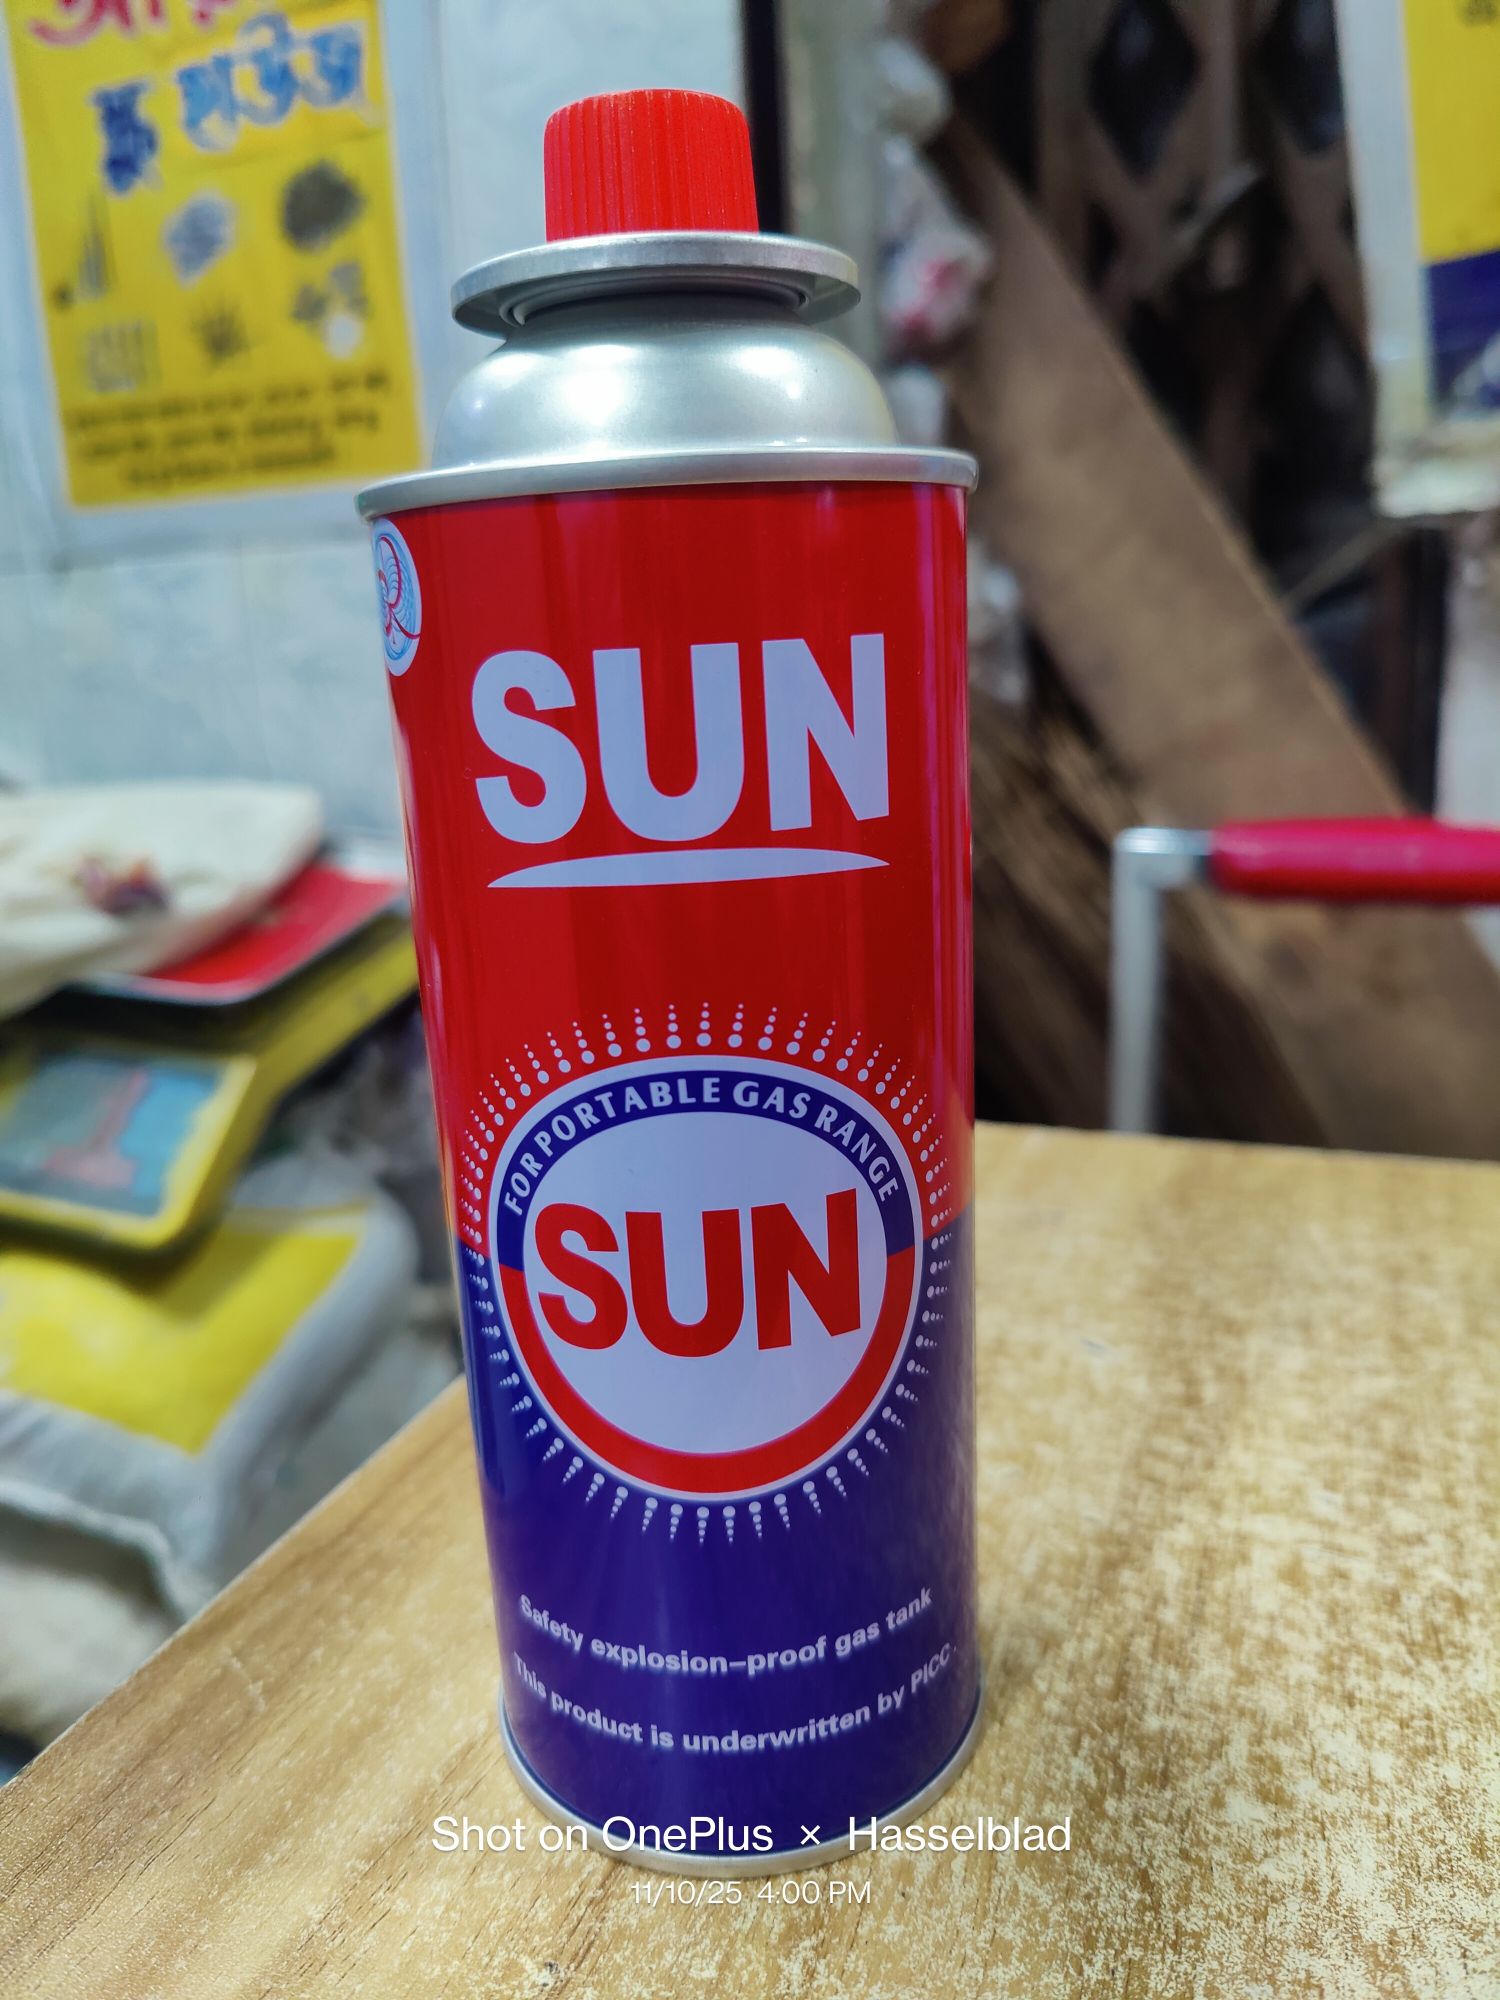 হাউজ
SUN
FOR PORTABLE GAS RANGE
SUN
Safety explosion-proof gas tank
This product is underwritten by PICC.
Shot on OnePlus × Hasselblad
11/10/25 4:00 PM